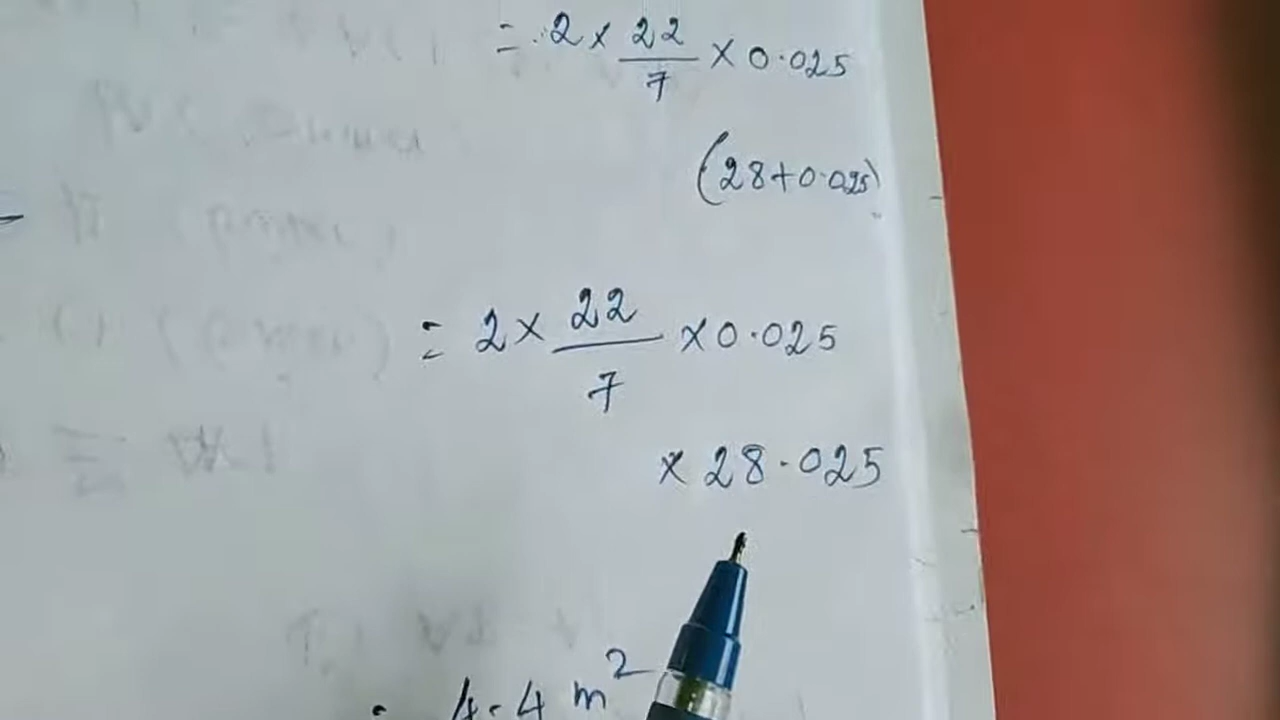 = 2 × 22/7 × 0.025
(28+0.025)
= 2 × 22/7 × 0.025
× 28.025
= 4.4 m²